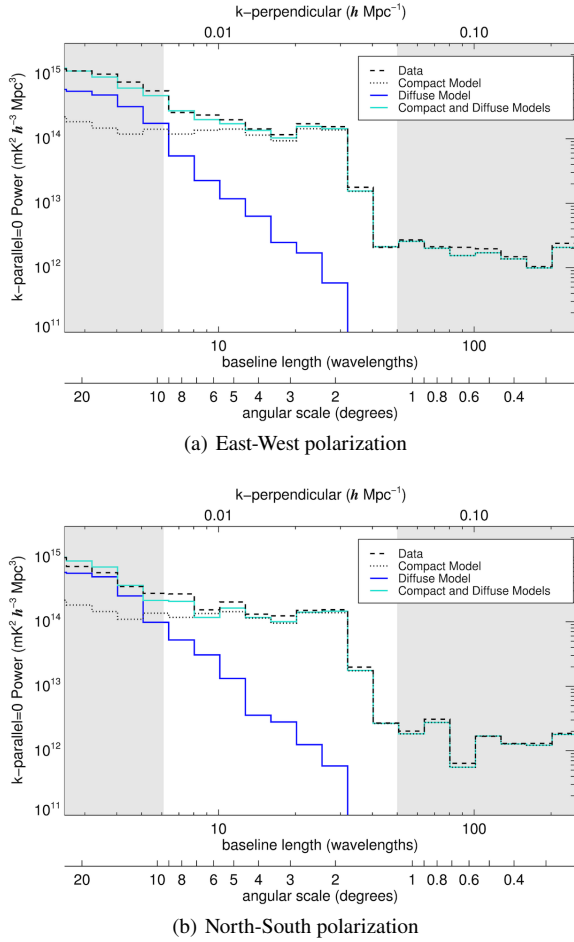 k-perpendicular (h Mpc⁻¹)
0.01 0.10
Data
Compact Model
Diffuse Model
Compact and Diffuse Models
k-parallel=0 Power (mK² h⁻³ Mpc³)
10¹⁵
10¹⁴
10¹³
10¹²
10¹¹
10 100
baseline length (wavelengths)
20 10 8 6 5 4 3 2 1 0.8 0.6 0.4
angular scale (degrees)
(a) East-West polarization
k-perpendicular (h Mpc⁻¹)
0.01 0.10
Data
Compact Model
Diffuse Model
Compact and Diffuse Models
k-parallel=0 Power (mK² h⁻³ Mpc³)
10¹⁵
10¹⁴
10¹³
10¹²
10¹¹
10 100
baseline length (wavelengths)
20 10 8 6 5 4 3 2 1 0.8 0.6 0.4
angular scale (degrees)
(b) North-South polarization